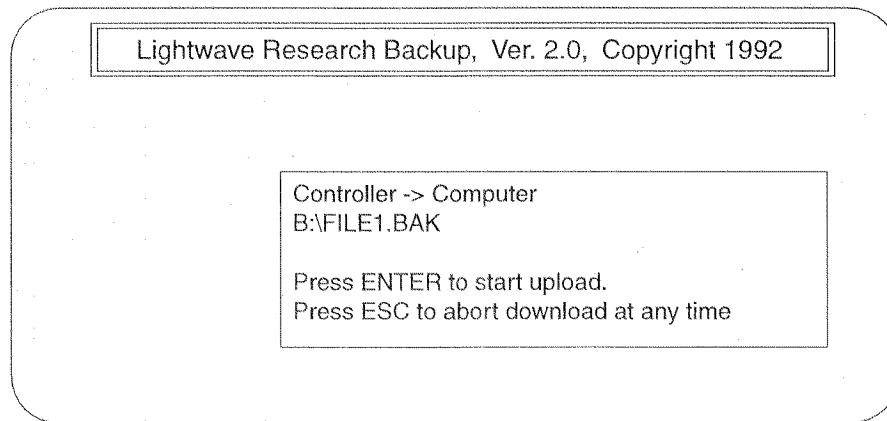 Lightwave Research Backup, Ver. 2.0, Copyright 1992
Controller -> Computer
B:\FILE1.BAK
Press ENTER to start upload.
Press ESC to abort download at any time